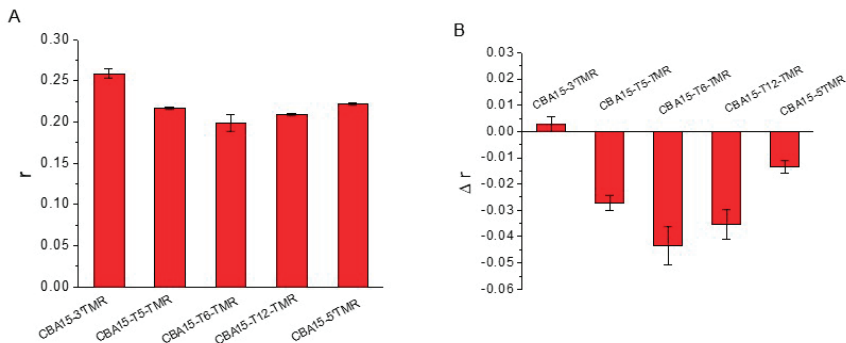 A
0.30
0.25
0.20
0.15
0.10
0.05
0.00
r
CBA15-3'TMR
CBA15-T5-TMR
CBA15-T6-TMR
CBA15-T12-TMR
CBA15-5'TMR
B
0.03
0.02
0.01
0.00
-0.01
-0.02
-0.03
-0.04
-0.05
-0.06
Δ r
CBA15-3'TMR
CBA15-T5-TMR
CBA15-T6-TMR
CBA15-T12-TMR
CBA15-5'TMR